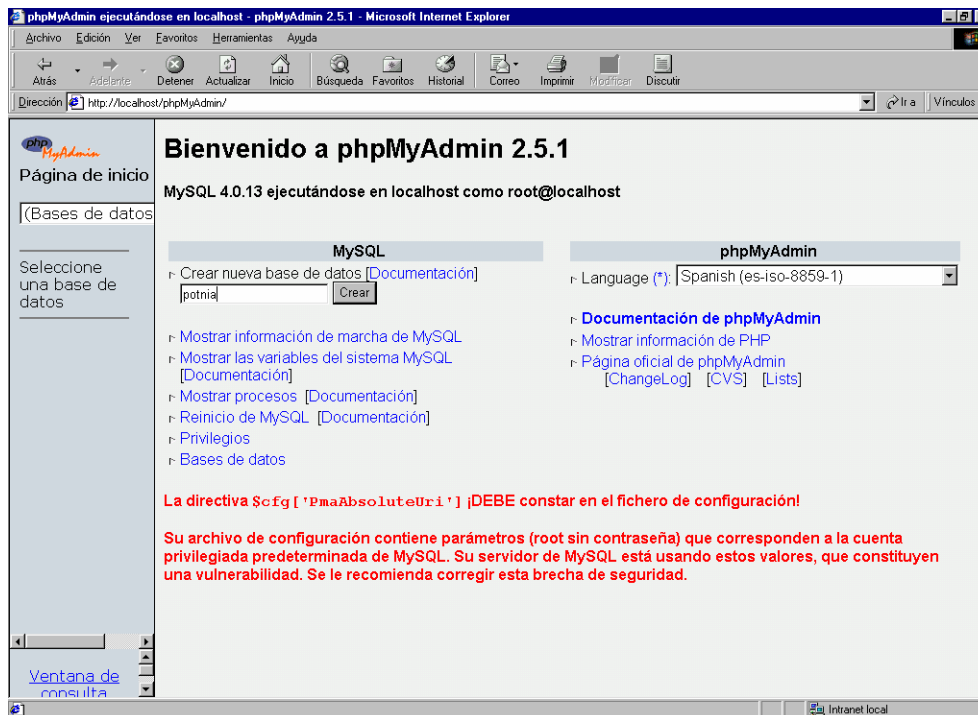 phpMyAdmin ejecutándose en localhost - phpMyAdmin 2.5.1 - Microsoft Internet Explorer
Archivo Edición Ver Favoritos Herramientas Ayuda
Atrás Adelante Detener Actualizar Inicio Búsqueda Favoritos Historial Correo Imprimir Modificar Discutir
Dirección http://localhost/phpMyAdmin/ Ir a Vínculos
php
MyAdmin
Página de inicio
(Bases de datos
Seleccione
una base de
datos
Ventana de
consulta
Bienvenido a phpMyAdmin 2.5.1
MySQL 4.0.13 ejecutándose en localhost como root@localhost
MySQL
Crear nueva base de datos [Documentación]
potnia Crear
Mostrar información de marcha de MySQL
Mostrar las variables del sistema MySQL
[Documentación]
Mostrar procesos [Documentación]
Reinicio de MySQL [Documentación]
Privilegios
Bases de datos
phpMyAdmin
Language (*): Spanish (es-iso-8859-1)
Documentación de phpMyAdmin
Mostrar información de PHP
Página oficial de phpMyAdmin
[ChangeLog] [CVS] [Lists]
La directiva $cfg['PmaAbsoluteUri'] ¡DEBE constar en el fichero de configuración!
Su archivo de configuración contiene parámetros (root sin contraseña) que corresponden a la cuenta
privilegiada predeterminada de MySQL. Su servidor de MySQL está usando estos valores, que constituyen
una vulnerabilidad. Se le recomienda corregir esta brecha de seguridad.
Intranet local